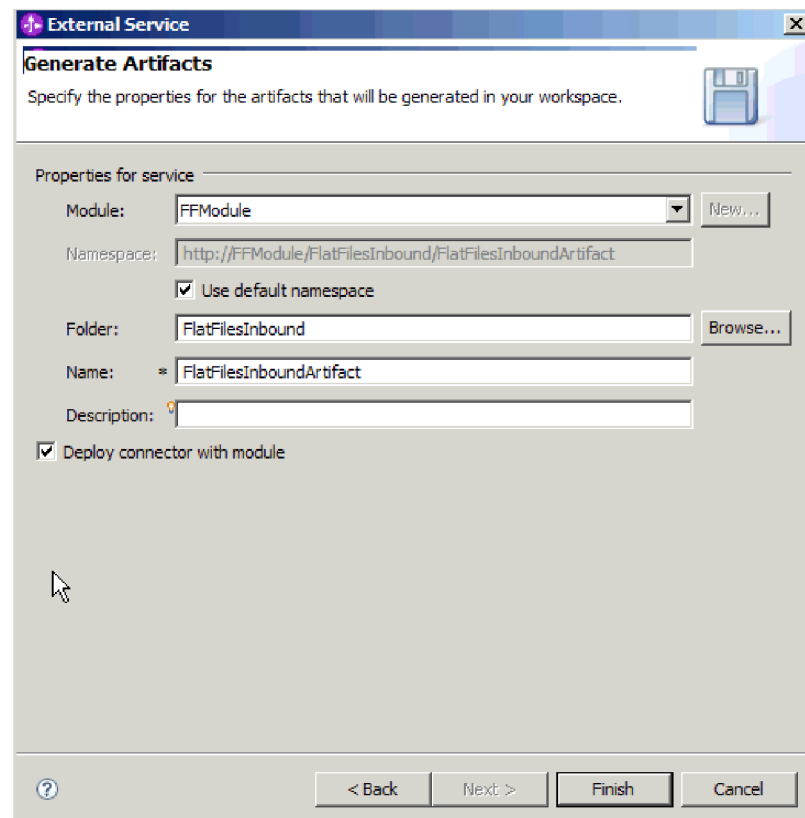 External Service
Generate Artifacts
Specify the properties for the artifacts that will be generated in your workspace.
Properties for service
Module: FFModule New...
Namespace: http://FFModule/FlatFilesInbound/FlatFilesInboundArtifact
Use default namespace
Folder: FlatFilesInbound Browse...
Name: * FlatFilesInboundArtifact
Description:
Deploy connector with module
? < Back Next > Finish Cancel